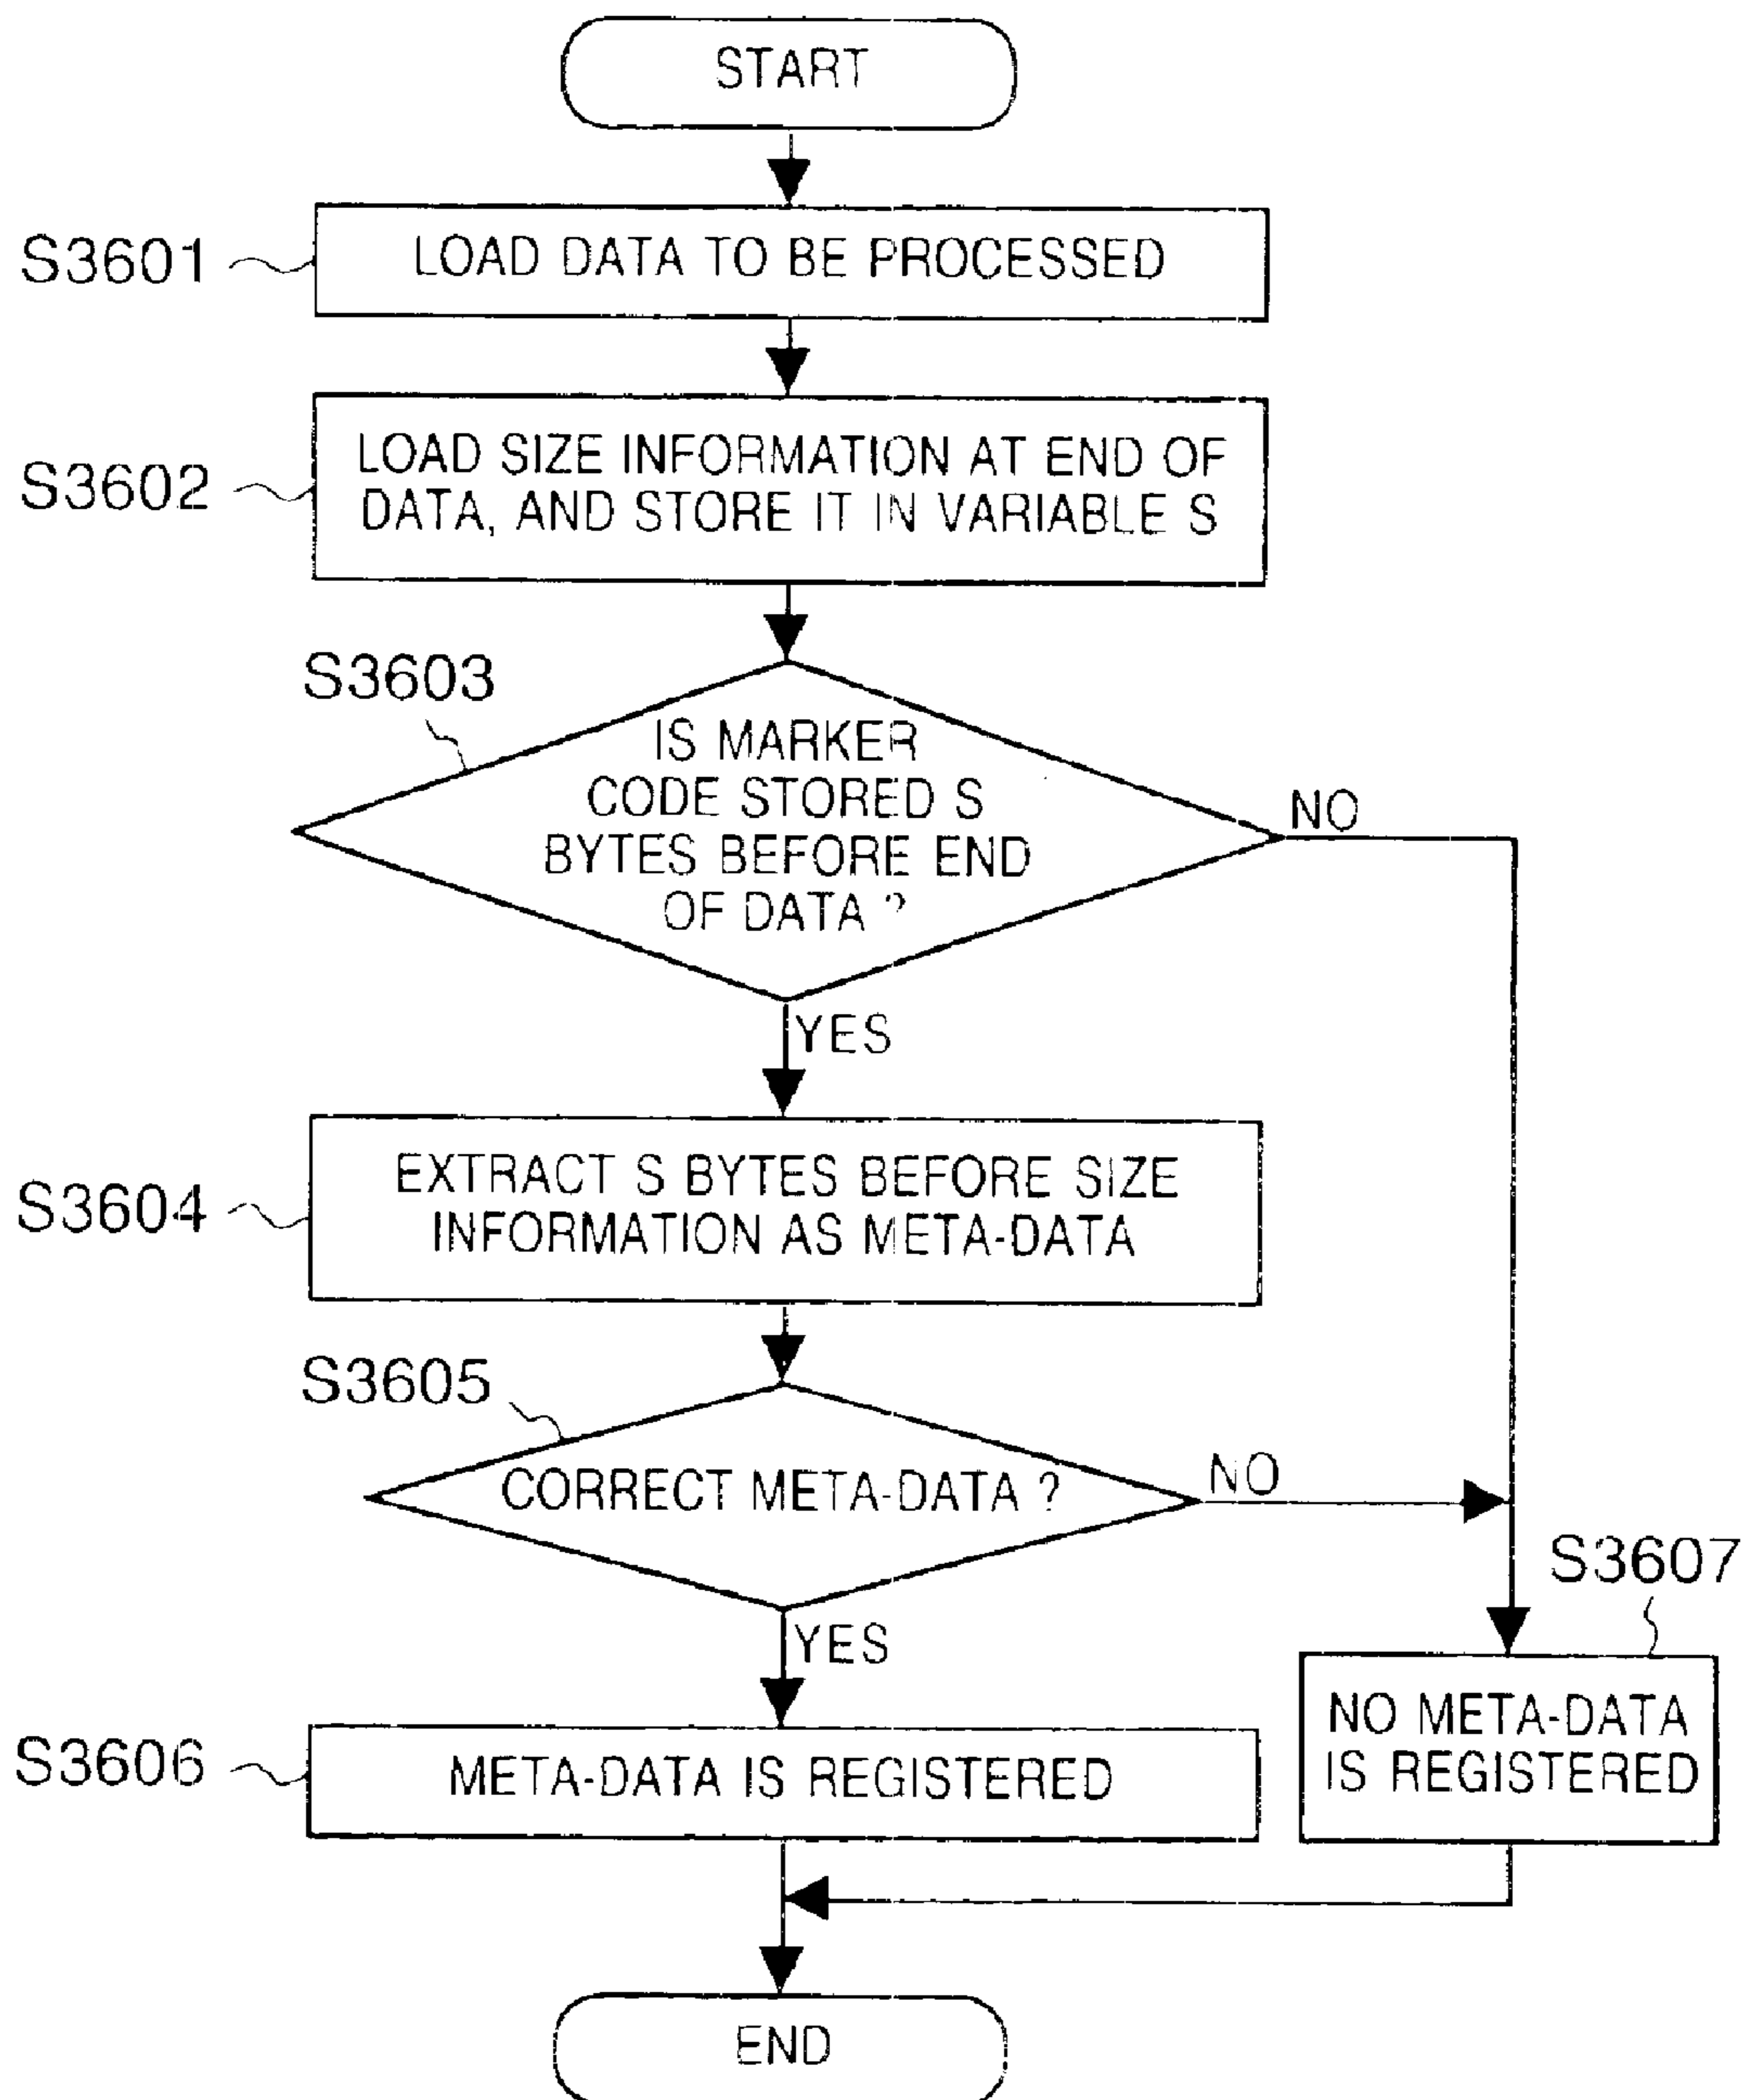 START
S3601
LOAD DATA TO BE PROCESSED
S3602
LOAD SIZE INFORMATION AT END OF
DATA, AND STORE IT IN VARIABLE S
S3603
IS MARKER
CODE STORED S
BYTES BEFORE END
OF DATA ?
NO
YES
S3604
EXTRACT S BYTES BEFORE SIZE
INFORMATION AS META-DATA
S3605
CORRECT META-DATA ?
NO
YES
S3607
NO META-DATA
IS REGISTERED
S3606
META-DATA IS REGISTERED
END